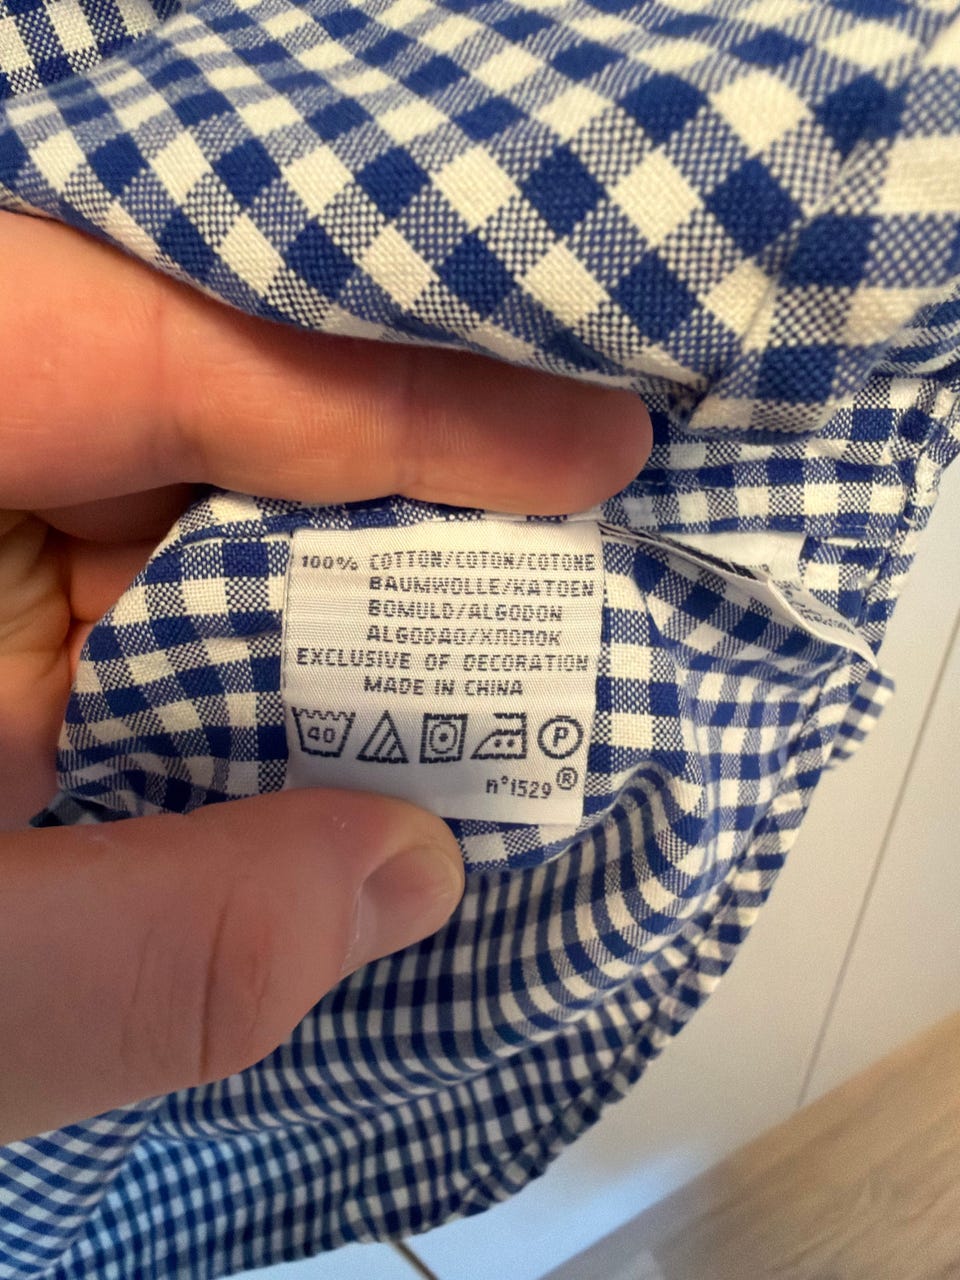 100% COTTON/COTON/COTONE
BAUMWOLLE/KATOEN
BOMULD/ALGODON
ALGODAO/ХЛОПОК
EXCLUSIVE OF DECORATION
MADE IN CHINA
40 P
n°1529®